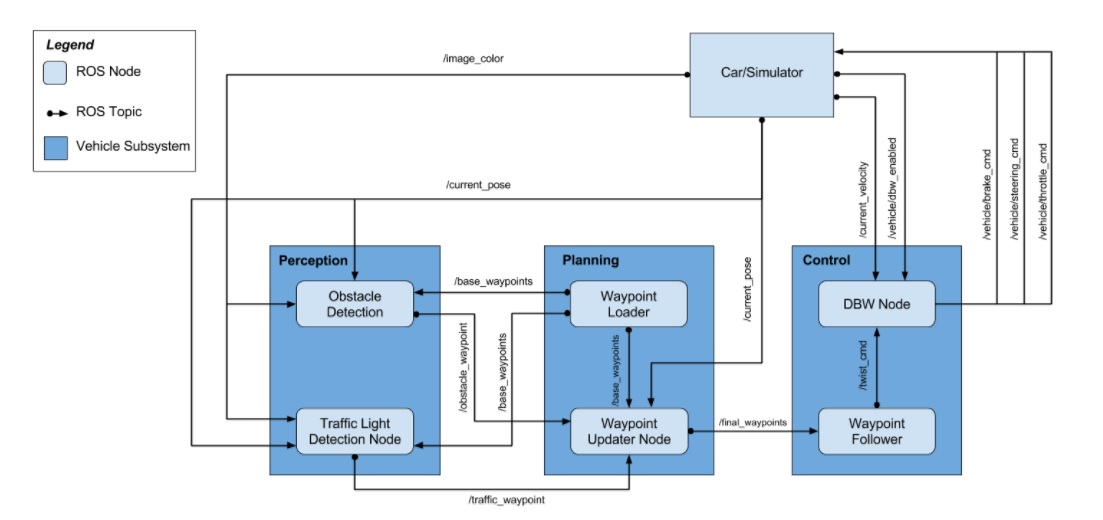 Legend
ROS Node
ROS Topic
Vehicle Subsystem
/image_color
Car/Simulator
/current_pose
/current_velocity
/vehicle/dbw_enabled
/vehicle/brake_cmd
/vehicle/steering_cmd
/vehicle/throttle_cmd
Perception
Obstacle
Detection
Traffic Light
Detection Node
/base_waypoints
/obstacle_waypoint
/base_waypoints
Planning
Waypoint
Loader
/base_waypoints
/current_pose
Waypoint
Updater Node
/final_waypoints
/traffic_waypoint
Control
DBW Node
/twist_cmd
Waypoint
Follower